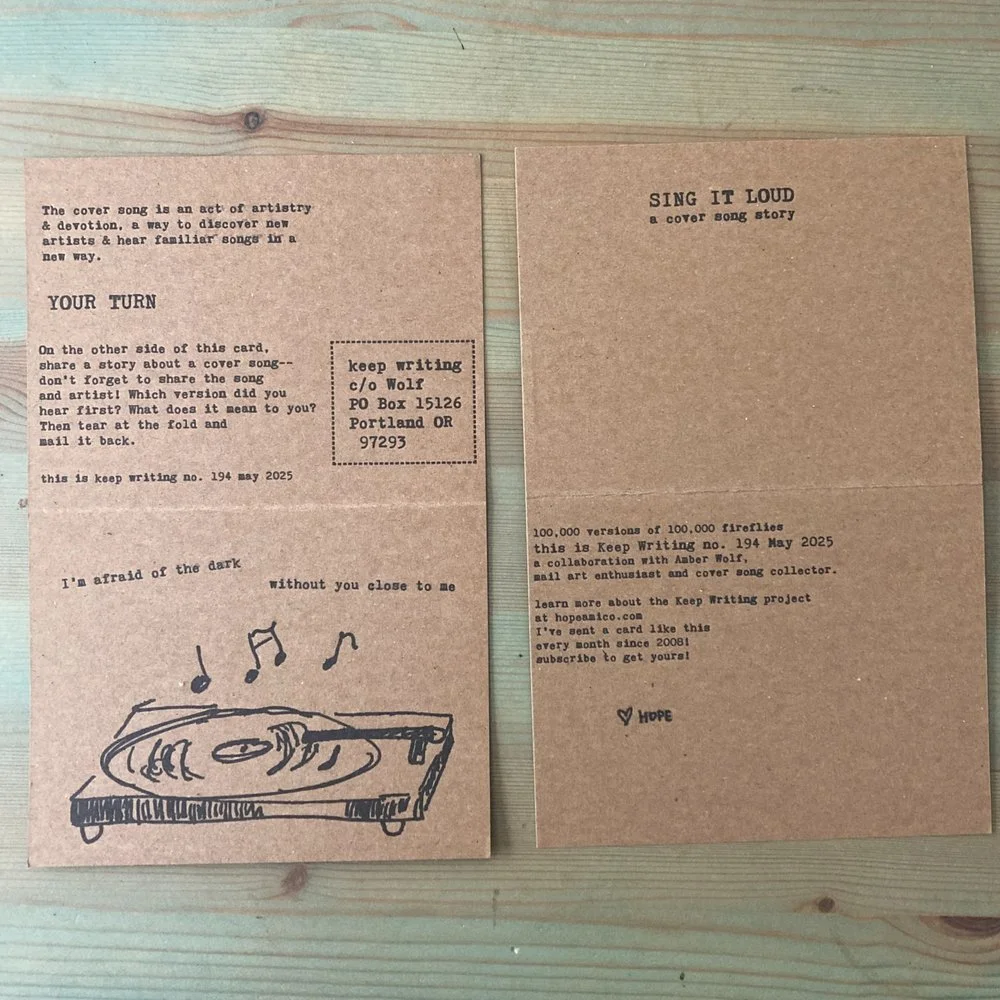 The cover song is an act of artistry
& devotion, a way to discover new
artists & hear familiar songs in a
new way.
YOUR TURN
On the other side of this card,
share a story about a cover song--
don't forget to share the song
and artist! Which version did you
hear first? What does it mean to you?
Then tear at the fold and
mail it back.
this is keep writing no. 194 may 2025
keep writing
c/o Wolf
PO Box 15126
Portland OR
97293
I'm afraid of the dark
without you close to me
SING IT LOUD
a cover song story
100,000 versions of 100,000 fireflies
this is Keep Writing no. 194 May 2025
a collaboration with Amber Wolf,
mail art enthusiast and cover song collector.
learn more about the Keep Writing project
at hopeamico.com
I've sent a card like this
every month since 2008!
subscribe to get yours!
♡ HOPE